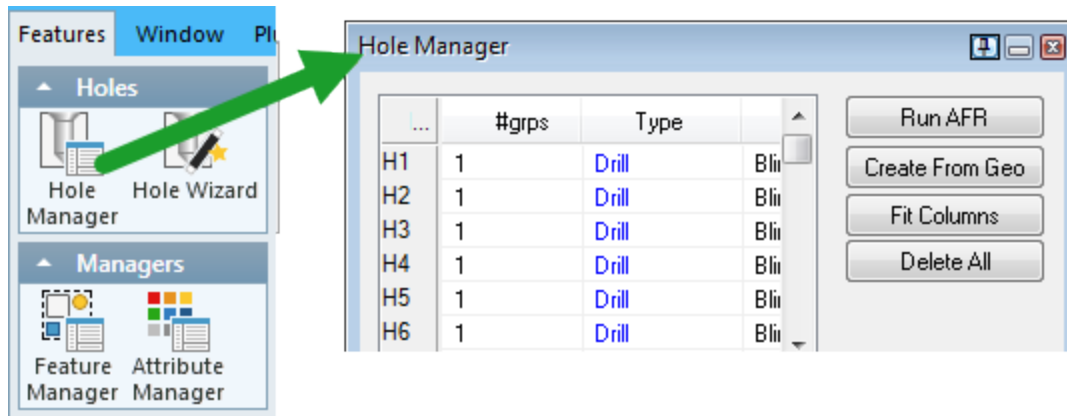 Features Window
Holes
Hole Manager
Hole Wizard
Managers
Feature Manager
Attribute Manager
Hole Manager
... #grps Type
H1 1 Drill
H2 1 Drill
H3 1 Drill
H4 1 Drill
H5 1 Drill
H6 1 Drill
Run AFR
Create From Geo
Fit Columns
Delete All